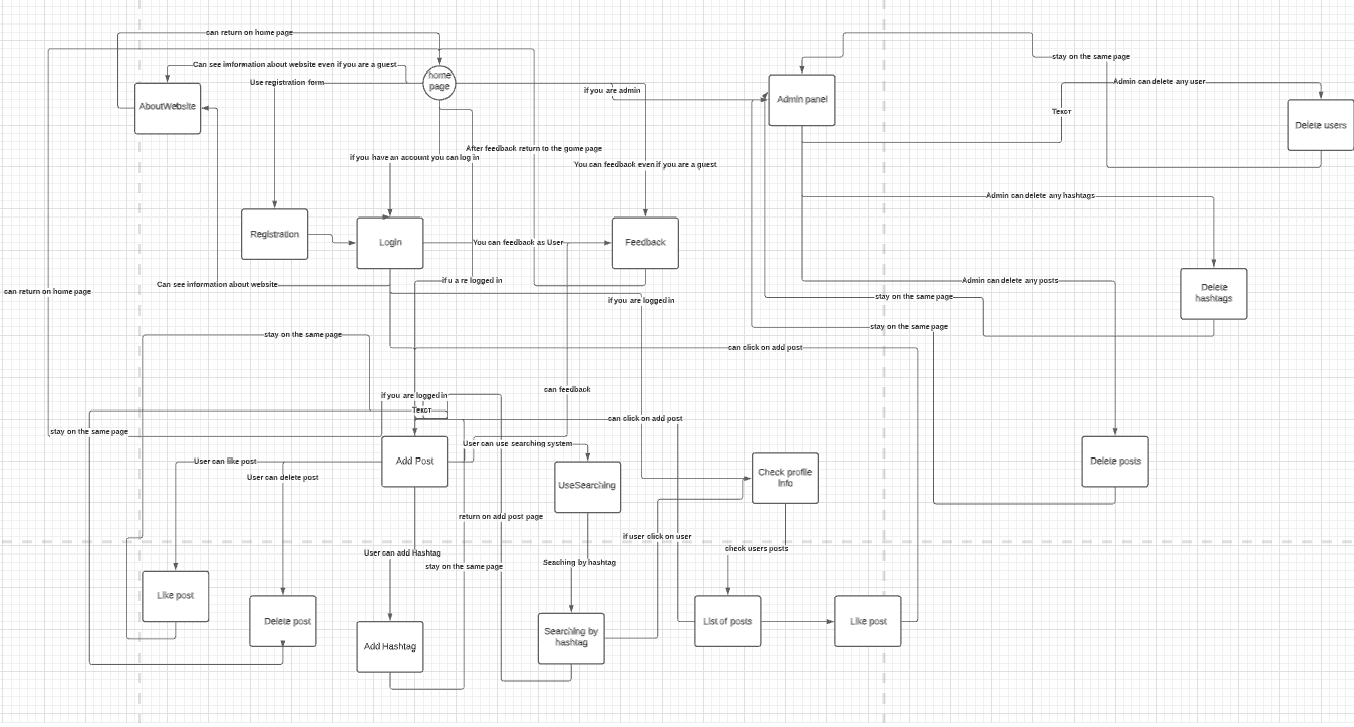 can return on home page
stay on the same page
Can see imformation about website even if you are a guest
home
page
Use registration form
if you are admin
Admin panel
Admin can delete any user
AboutWebsite
Текст
Delete users
After feedback return to the gome page
if you have an account you can log in
You can feedback even if you are a guest
Admin can delete any hashtags
Registration
Login
You can feedback as User
Feedback
Can see information about website
if u a re logged in
Admin can delete any posts
can return on home page
if you are logged in
stay on the same page
Delete
hashtags
stay on the same page
stay on the same page
can click on add post
can feedback
if you are logged in
Текст
can click on add post
stay on the same page
User can use searching system
Add Post
User can like post
User can delete post
UseSearching
Check profile
Info
Delete posts
return on add post page
if user click on user
check users posts
User can add Hashtag
stay on the same page
Seaching by hashtag
Like post
Delete post
Add Hashtag
Searching by
hashtag
List of posts
Like post